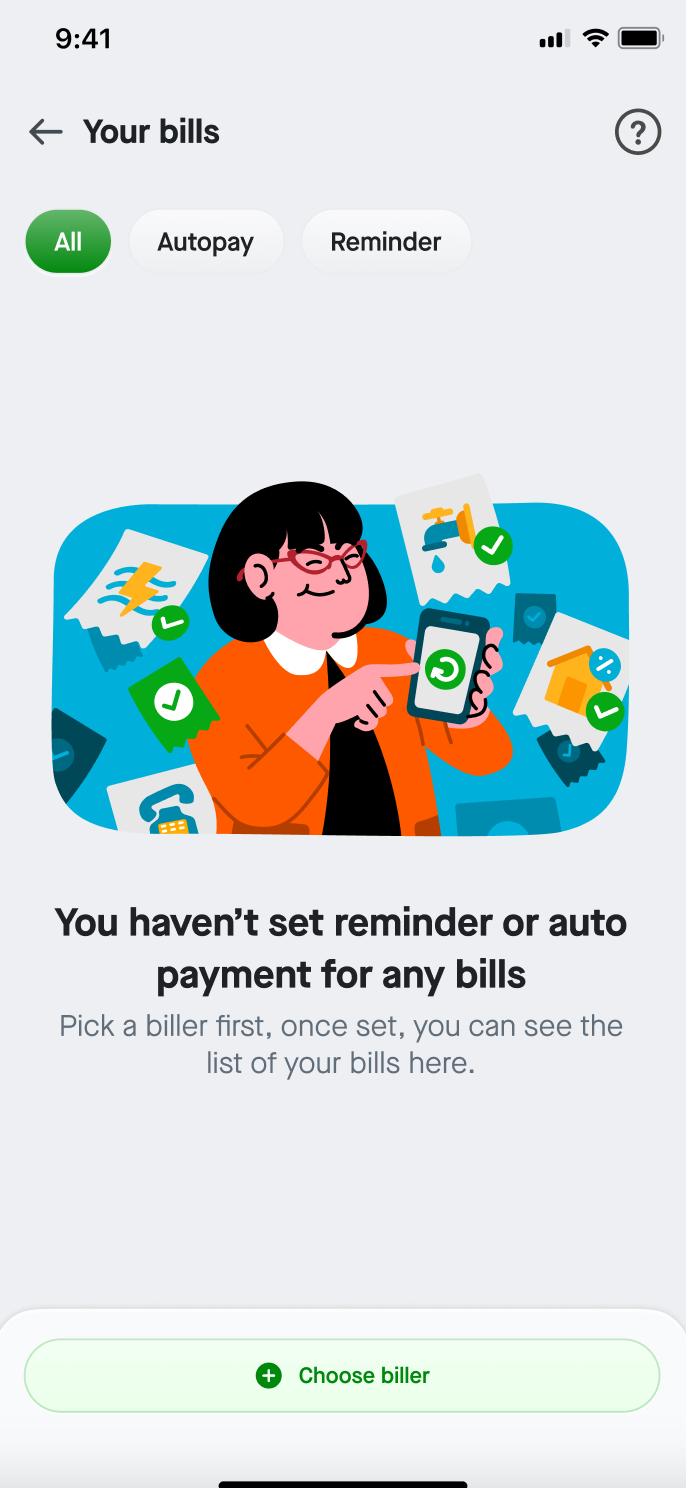 9:41
Your bills
All
Autopay
Reminder
You haven’t set reminder or auto
payment for any bills
Pick a biller first, once set, you can see the
list of your bills here.
Choose biller